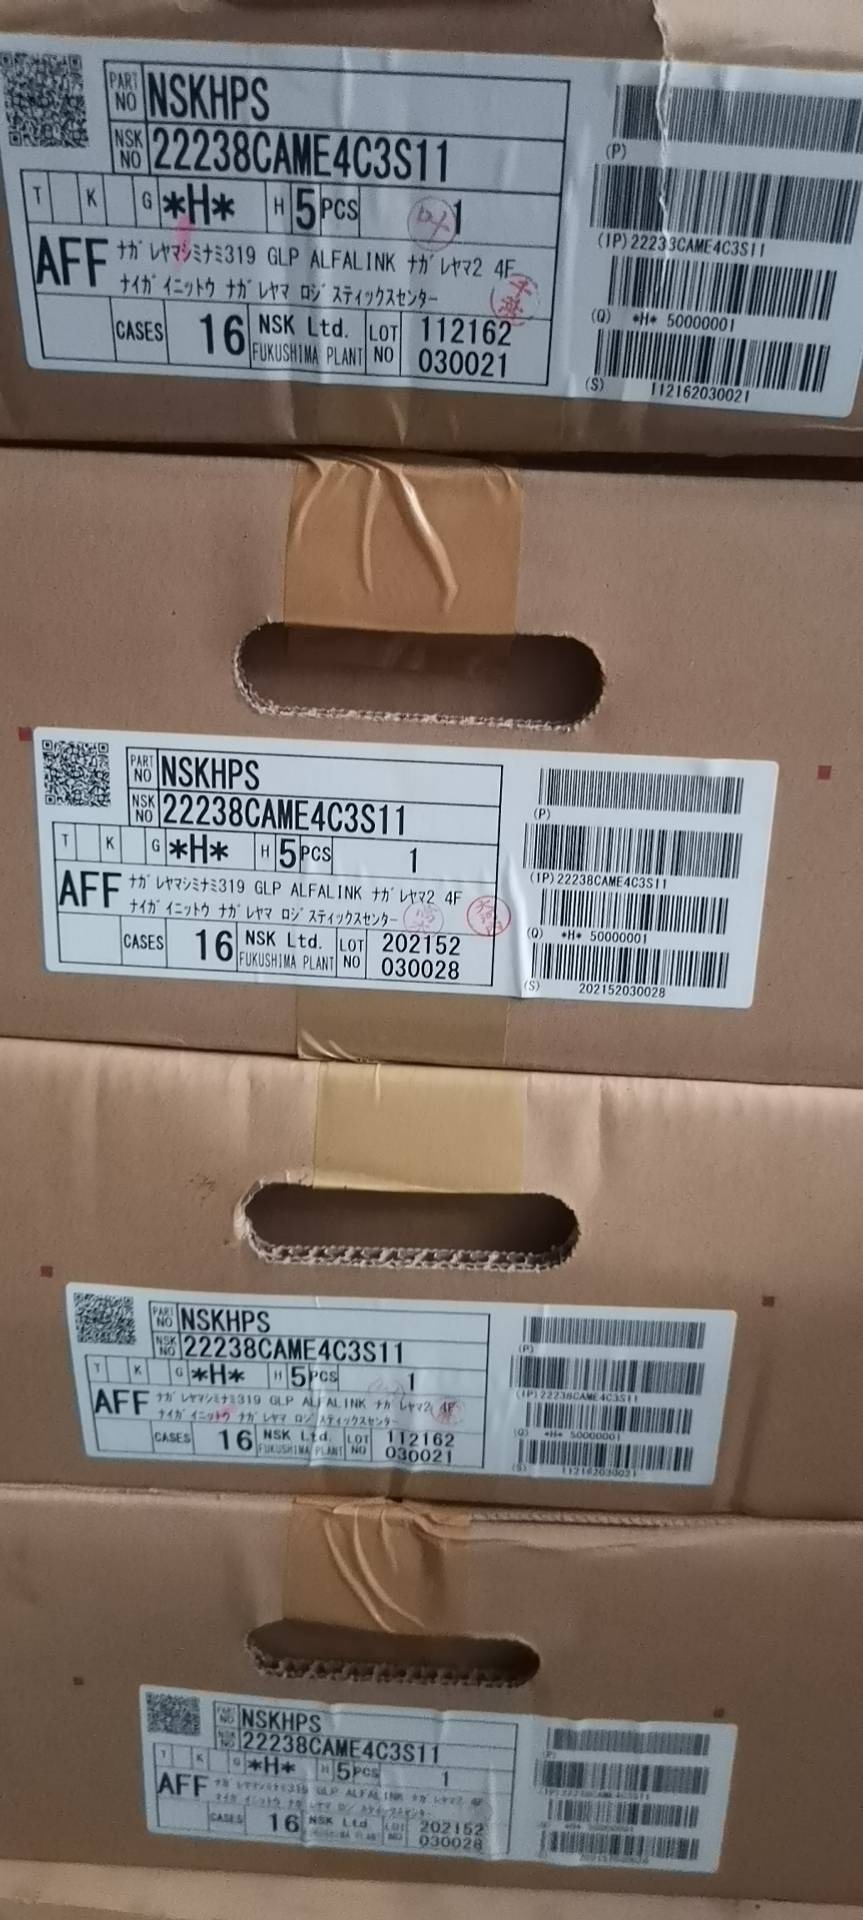 PART NO NSKHPS
NSK NO 22238CAME4C3S11
T K G *H* H 5 PCS 1
AFF ナガレヤマシミナミ319 GLP ALFALINK ナガレヤマ2 4F
ナイガイニットウ ナガレヤマ ロジスティックスセンター
CASES 16 NSK Ltd. FUKUSHIMA PLANT LOT NO 112162 030021
(P)
(1P)22238CAME4C3S11
(Q) *H* 50000001
(S) 112162030021
PART NO NSKHPS
NSK NO 22238CAME4C3S11
T K G *H* H 5 PCS 1
AFF ナガレヤマシミナミ319 GLP ALFALINK ナガレヤマ2 4F
ナイガイニットウ ナガレヤマ ロジスティックスセンター
CASES 16 NSK Ltd. FUKUSHIMA PLANT LOT NO 202152 030028
(P)
(1P)22238CAME4C3S11
(Q) *H* 50000001
(S) 202152030028
PART NO NSKHPS
NSK NO 22238CAME4C3S11
T K G *H* H 5 PCS 1
AFF ナガレヤマシミナミ319 GLP ALFALINK ナガレヤマ2 4F
ナイガイニットウ ナガレヤマ ロジスティックスセンター
CASES 16 NSK Ltd. FUKUSHIMA PLANT LOT NO 112162 030021
(P)
(1P)22238CAME4C3S11
(Q) *H* 50000001
(S) 112162030021
NSKHPS
22238CAME4C3S11
T K G *H* H 5 PCS 1
AFF GLP ALFALINK
CASES 16 NSK Ltd LOT NO 202152 030028